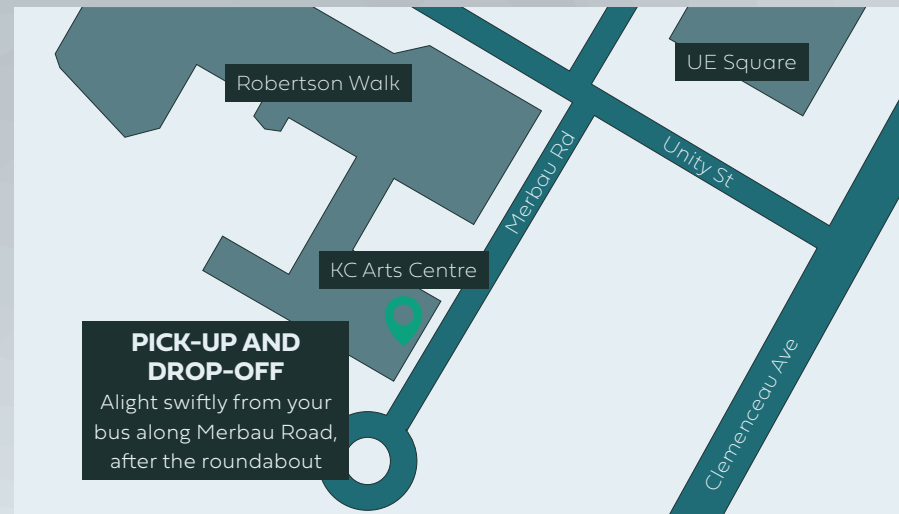 UE Square
Robertson Walk
Merbau Rd
Unity St
KC Arts Centre
PICK-UP AND
DROP-OFF
Alight swiftly from your
bus along Merbau Road,
after the roundabout
Clemenceau Ave